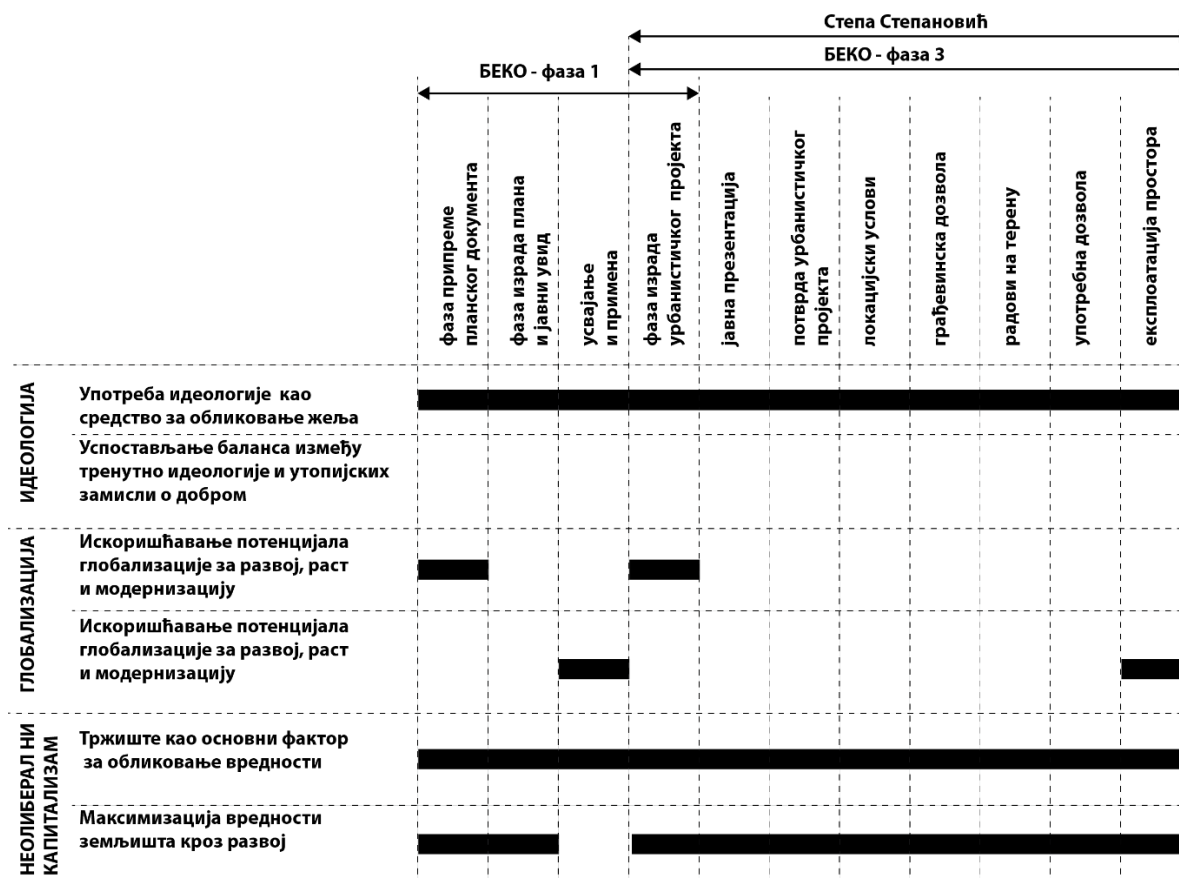 Степа Степановић
БЕКО - фаза 3
БЕКО - фаза 1
фаза припреме
планског документа
фаза израда плана
и јавни увид
усвајање
и примена
фаза израда
урбанистичког пројекта
јавна презентација
потврда урбанистичког
пројекта
локацијски услови
грађевинска дозвола
радови на терену
употребна дозвола
експлоатација простора
ИДЕОЛОГИЈА
Употреба идеологије као
средство за обликовање жеља
Успостављање баланса између
тренутно идеологије и утопијских
замисли о добром
ГЛОБАЛИЗАЦИЈА
Искоришћавање потенцијала
глобализације за развој, раст
и модернизацију
Искоришћавање потенцијала
глобализације за развој, раст
и модернизацију
НЕОЛИБЕРАЛ НИ
КАПИТАЛИЗАМ
Тржиште као основни фактор
за обликовање вредности
Максимизација вредности
земљишта кроз развој